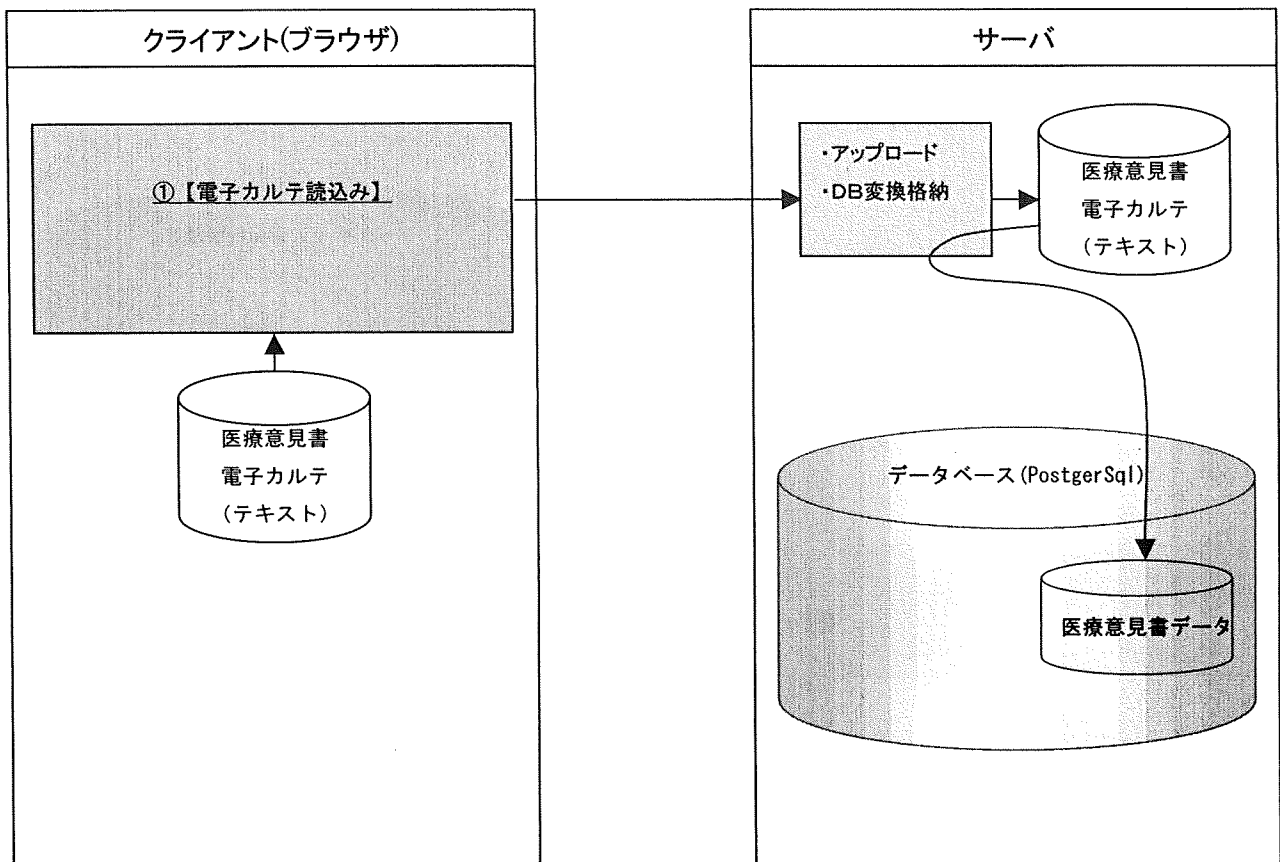 クライアント(ブラウザ)
①【電子カルテ読込み】
医療意見書
電子カルテ
(テキスト)
サーバ
・アップロード
・DB変換格納
医療意見書
電子カルテ
(テキスト)
データベース(PostgerSql)
医療意見書データ